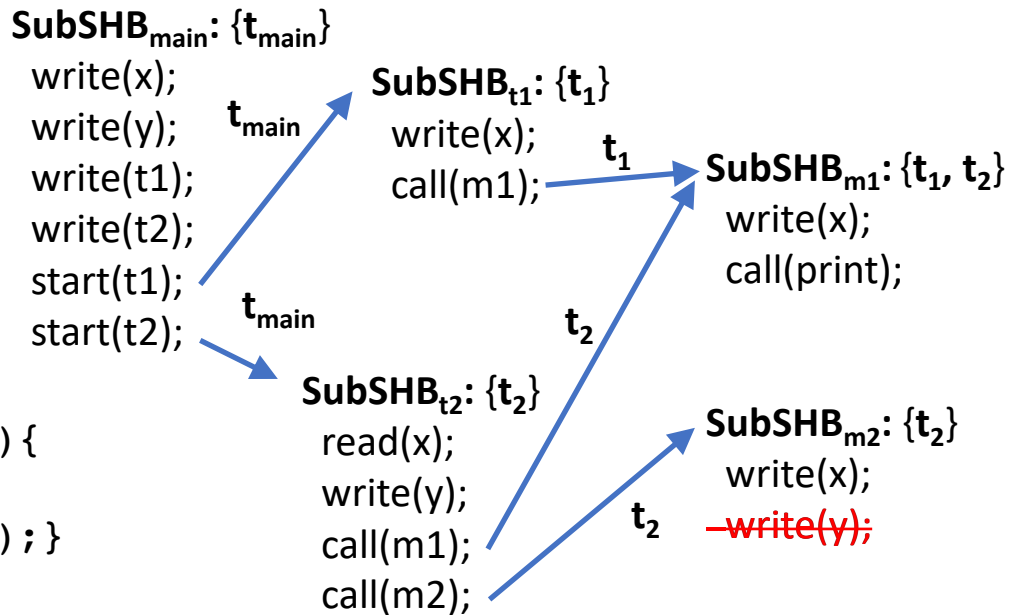 SubSHBmain: {tmain}
write(x);
write(y);
write(t1);
write(t2);
start(t1);
start(t2);
tmain
tmain
SubSHBt1: {t1}
write(x);
call(m1);
t1
SubSHBm1: {t1, t2}
write(x);
call(print);
t2
SubSHBt2: {t2}
read(x);
write(y);
call(m1);
call(m2);
t2
SubSHBm2: {t2}
write(x);
–write(y);
) {
) ; }